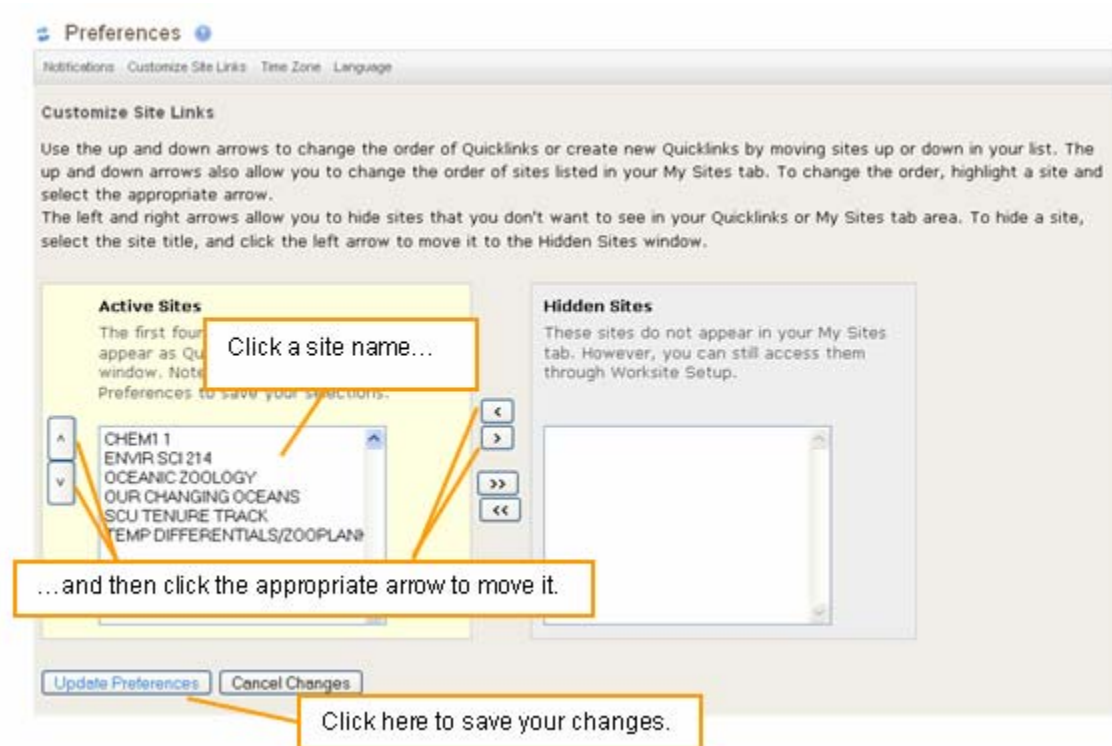 Preferences
Notifications Customize Site Links Time Zone Language
Customize Site Links
Use the up and down arrows to change the order of Quicklinks or create new Quicklinks by moving sites up or down in your list. The
up and down arrows also allow you to change the order of sites listed in your My Sites tab. To change the order, highlight a site and
select the appropriate arrow.
The left and right arrows allow you to hide sites that you don't want to see in your Quicklinks or My Sites tab area. To hide a site,
select the site title, and click the left arrow to move it to the Hidden Sites window.
Active Sites
The first four
appear as Qu
window. Note
Preferences to save your selections.
Click a site name...
^
v
CHEM1 1
ENVIR SCI 214
OCEANIC ZOOLOGY
OUR CHANGING OCEANS
SCU TENURE TRACK
TEMP DIFFERENTIALS/ZOOPLAN
<
>
>>
<<
Hidden Sites
These sites do not appear in your My Sites
tab. However, you can still access them
through Worksite Setup.
...and then click the appropriate arrow to move it.
Update Preferences Cancel Changes
Click here to save your changes.